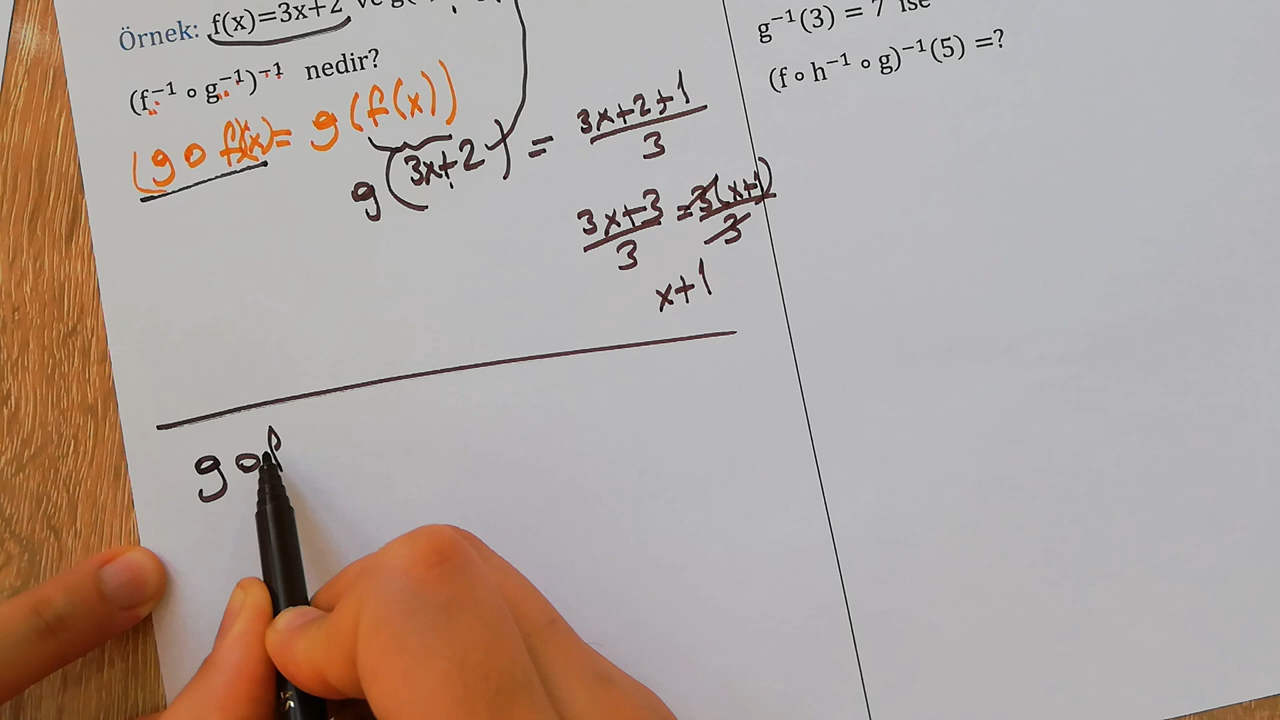 Örnek: f(x)=3x+2 ve g(
(f⁻¹ ∘ g⁻¹)⁻¹ nedir?
(g o f)(x) = g(f(x))
g(3x+2) = 3x+2+1 / 3
3x+3 / 3 = 3(x+1) / 3
x+1
g o f
g⁻¹(3) = 7 ise
(f ∘ h⁻¹ ∘ g)⁻¹(5) =?